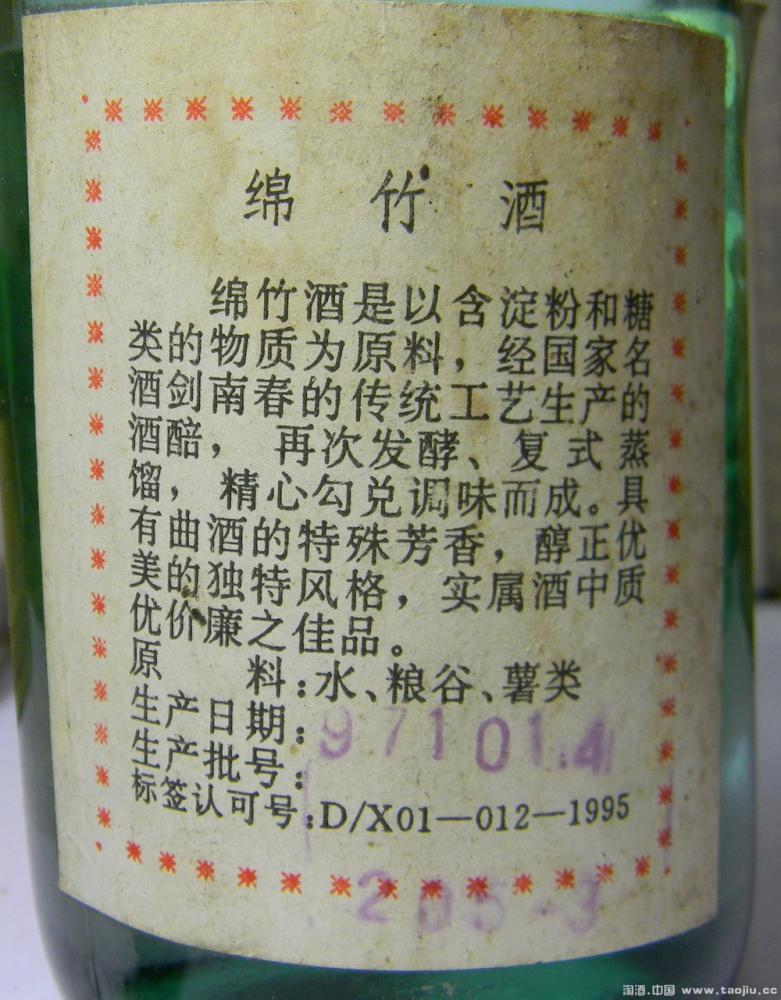 绵竹酒
绵竹酒是以含淀粉和糖
类的物质为原料，经国家名
酒剑南春的传统工艺生产的
酒醅，再次发酵、复式蒸
馏，精心勾兑调味而成。具
有曲酒的特殊芳香，醇正优
美的独特风格，实属酒中质
优价廉之佳品。
原料：水、粮谷、薯类
生产日期：971014
生产批号：
标签认可号：D/X01—012—1995
205-3
淘酒.中国 www.taojiu.cc